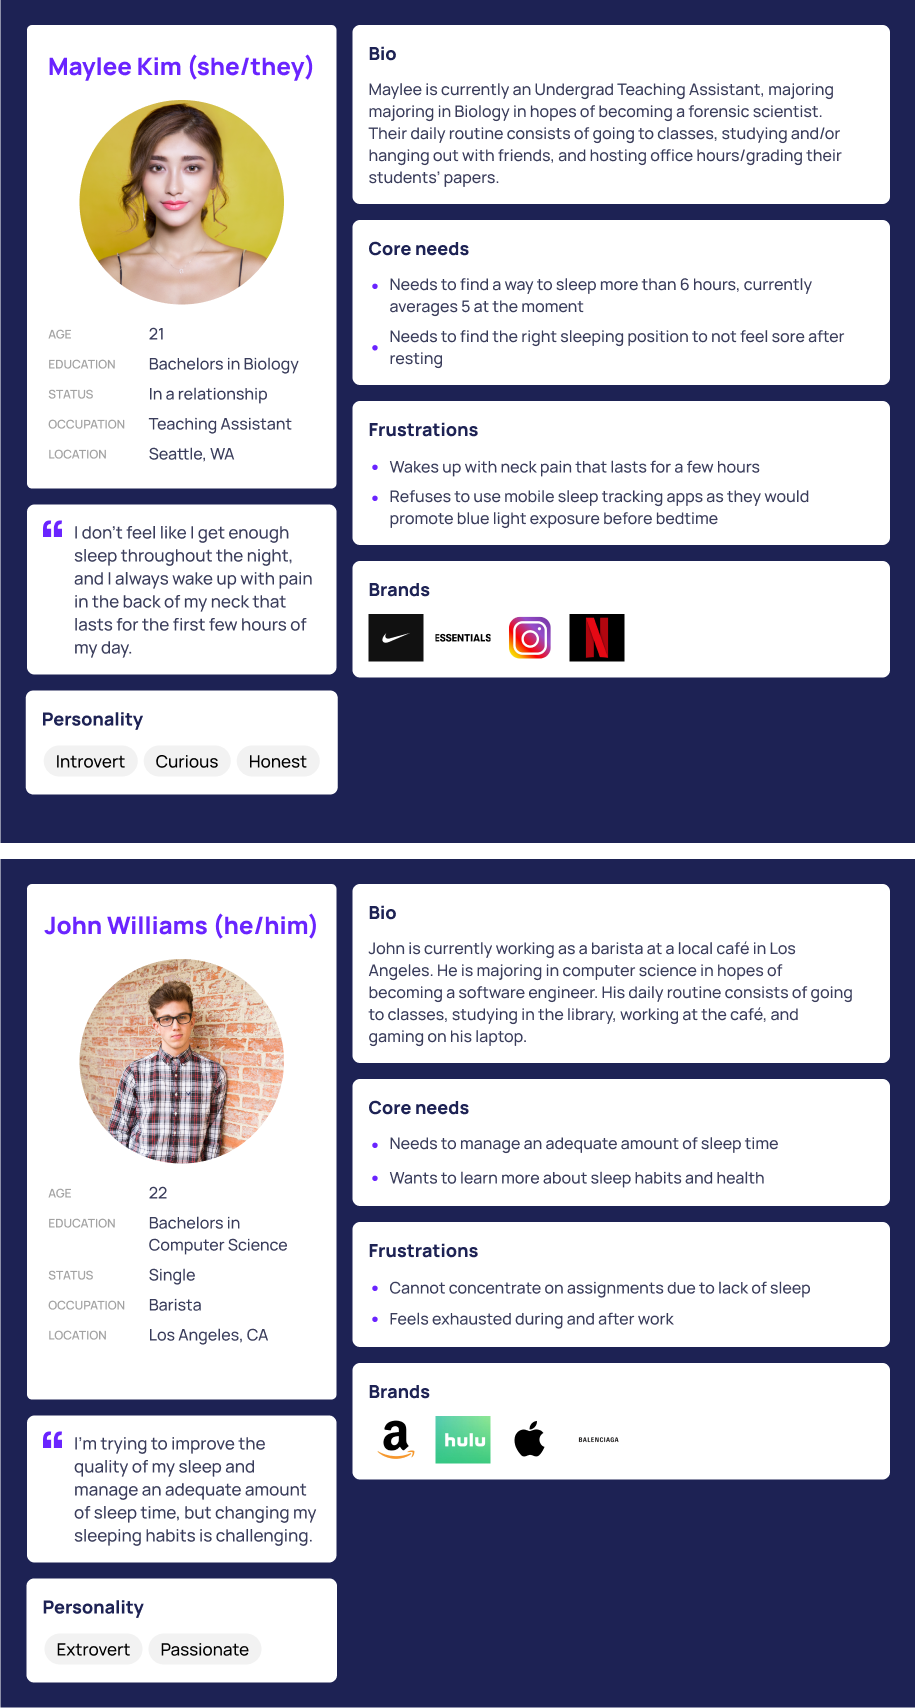 Maylee Kim (she/they)
AGE 21
EDUCATION Bachelors in Biology
STATUS In a relationship
OCCUPATION Teaching Assistant
LOCATION Seattle, WA
“ I don’t feel like I get enough
sleep throughout the night,
and I always wake up with pain
in the back of my neck that
lasts for the first few hours of
my day.
Personality
Introvert Curious Honest
Bio
Maylee is currently an Undergrad Teaching Assistant, majoring
majoring in Biology in hopes of becoming a forensic scientist.
Their daily routine consists of going to classes, studying and/or
hanging out with friends, and hosting office hours/grading their
students’ papers.
Core needs
• Needs to find a way to sleep more than 6 hours, currently
averages 5 at the moment
• Needs to find the right sleeping position to not feel sore after
resting
Frustrations
• Wakes up with neck pain that lasts for a few hours
• Refuses to use mobile sleep tracking apps as they would
promote blue light exposure before bedtime
Brands
ESSENTIALS N
John Williams (he/him)
AGE 22
EDUCATION Bachelors in
Computer Science
STATUS Single
OCCUPATION Barista
LOCATION Los Angeles, CA
“ I’m trying to improve the
quality of my sleep and
manage an adequate amount
of sleep time, but changing my
sleeping habits is challenging.
Personality
Extrovert Passionate
Bio
John is currently working as a barista at a local café in Los
Angeles. He is majoring in computer science in hopes of
becoming a software engineer. His daily routine consists of going
to classes, studying in the library, working at the café, and
gaming on his laptop.
Core needs
• Needs to manage an adequate amount of sleep time
• Wants to learn more about sleep habits and health
Frustrations
• Cannot concentrate on assignments due to lack of sleep
• Feels exhausted during and after work
Brands
a hulu BALENCIAGA